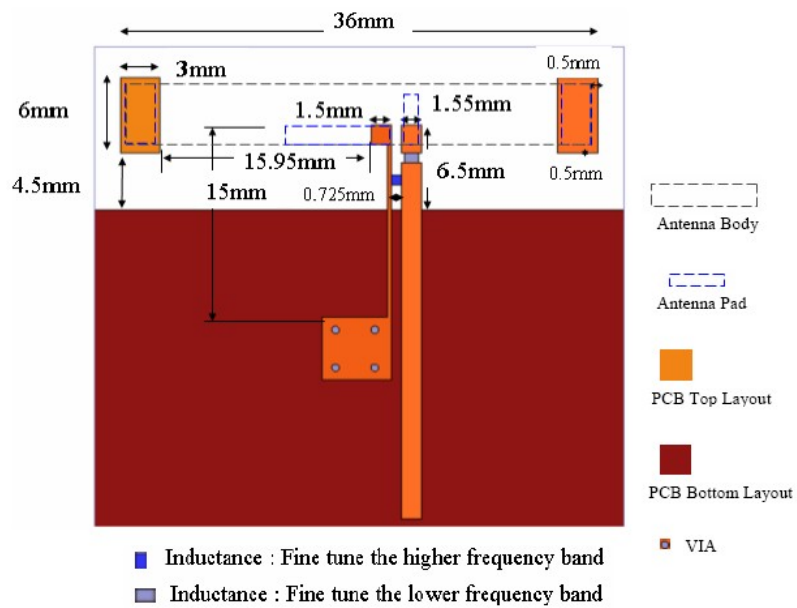 36mm
0.5mm
3mm
6mm
1.5mm
1.55mm
15.95mm
0.5mm
4.5mm
15mm
6.5mm
0.725mm
Antenna Body
Antenna Pad
PCB Top Layout
PCB Bottom Layout
VIA
Inductance : Fine tune the higher frequency band
Inductance : Fine tune the lower frequency band